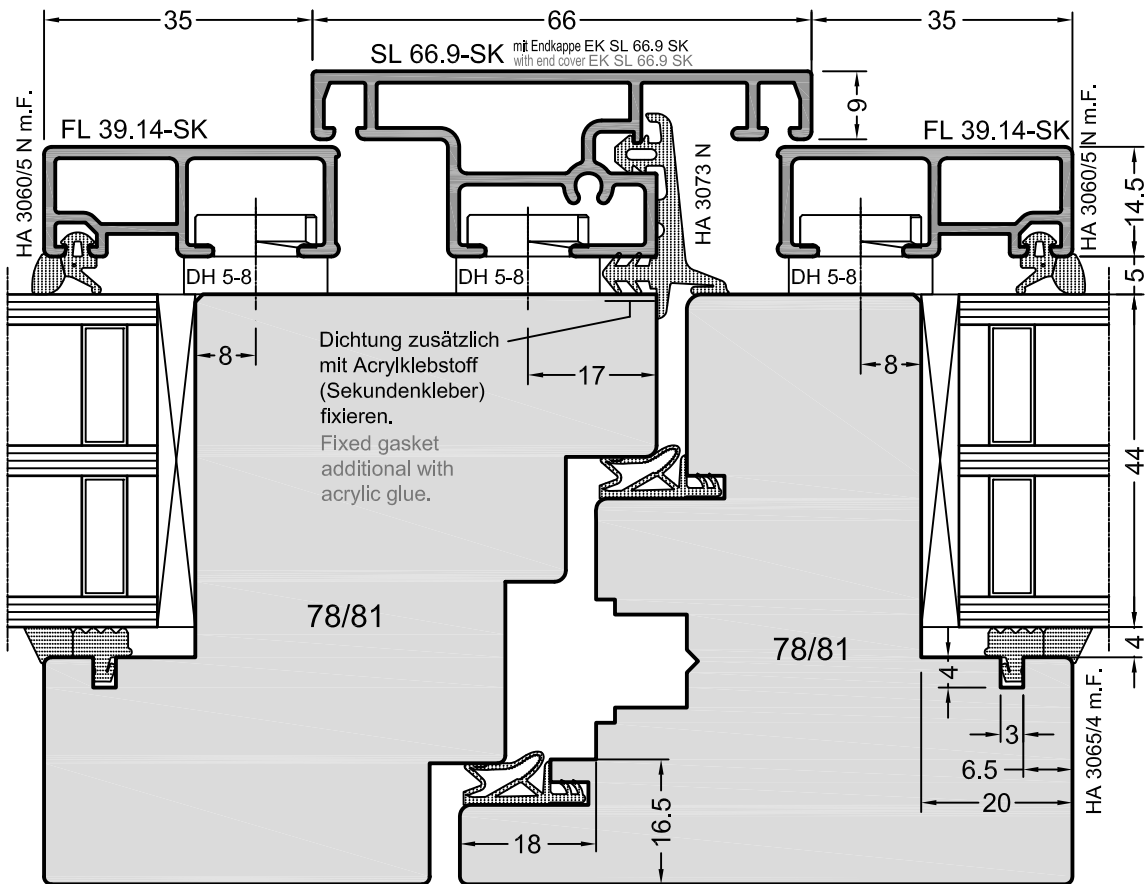 35
66
35
SL 66.9-SK mit Endkappe EK SL 66.9 SK
with end cover EK SL 66.9 SK
9
HA 3060/5 N m.F.
FL 39.14-SK
HA 3073 N
FL 39.14-SK
HA 3060/5 N m.F.
14.5
DH 5-8
DH 5-8
DH 5-8
5
8
Dichtung zusätzlich
mit Acrylklebstoff
(Sekundenkleber)
fixieren.
Fixed gasket
additional with
acrylic glue.
17
8
44
78/81
78/81
4
4
3
6.5
20
HA 3065/4 m.F.
18
16.5